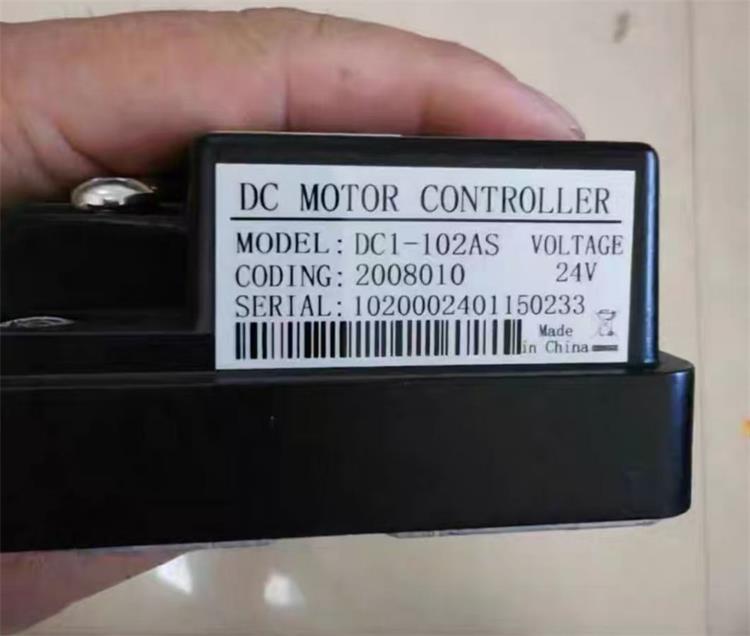 DC MOTOR CONTROLLER
MODEL: DC1-102AS VOLTAGE
CODING: 2008010 24V
SERIAL: 1020002401150233
Made
in China